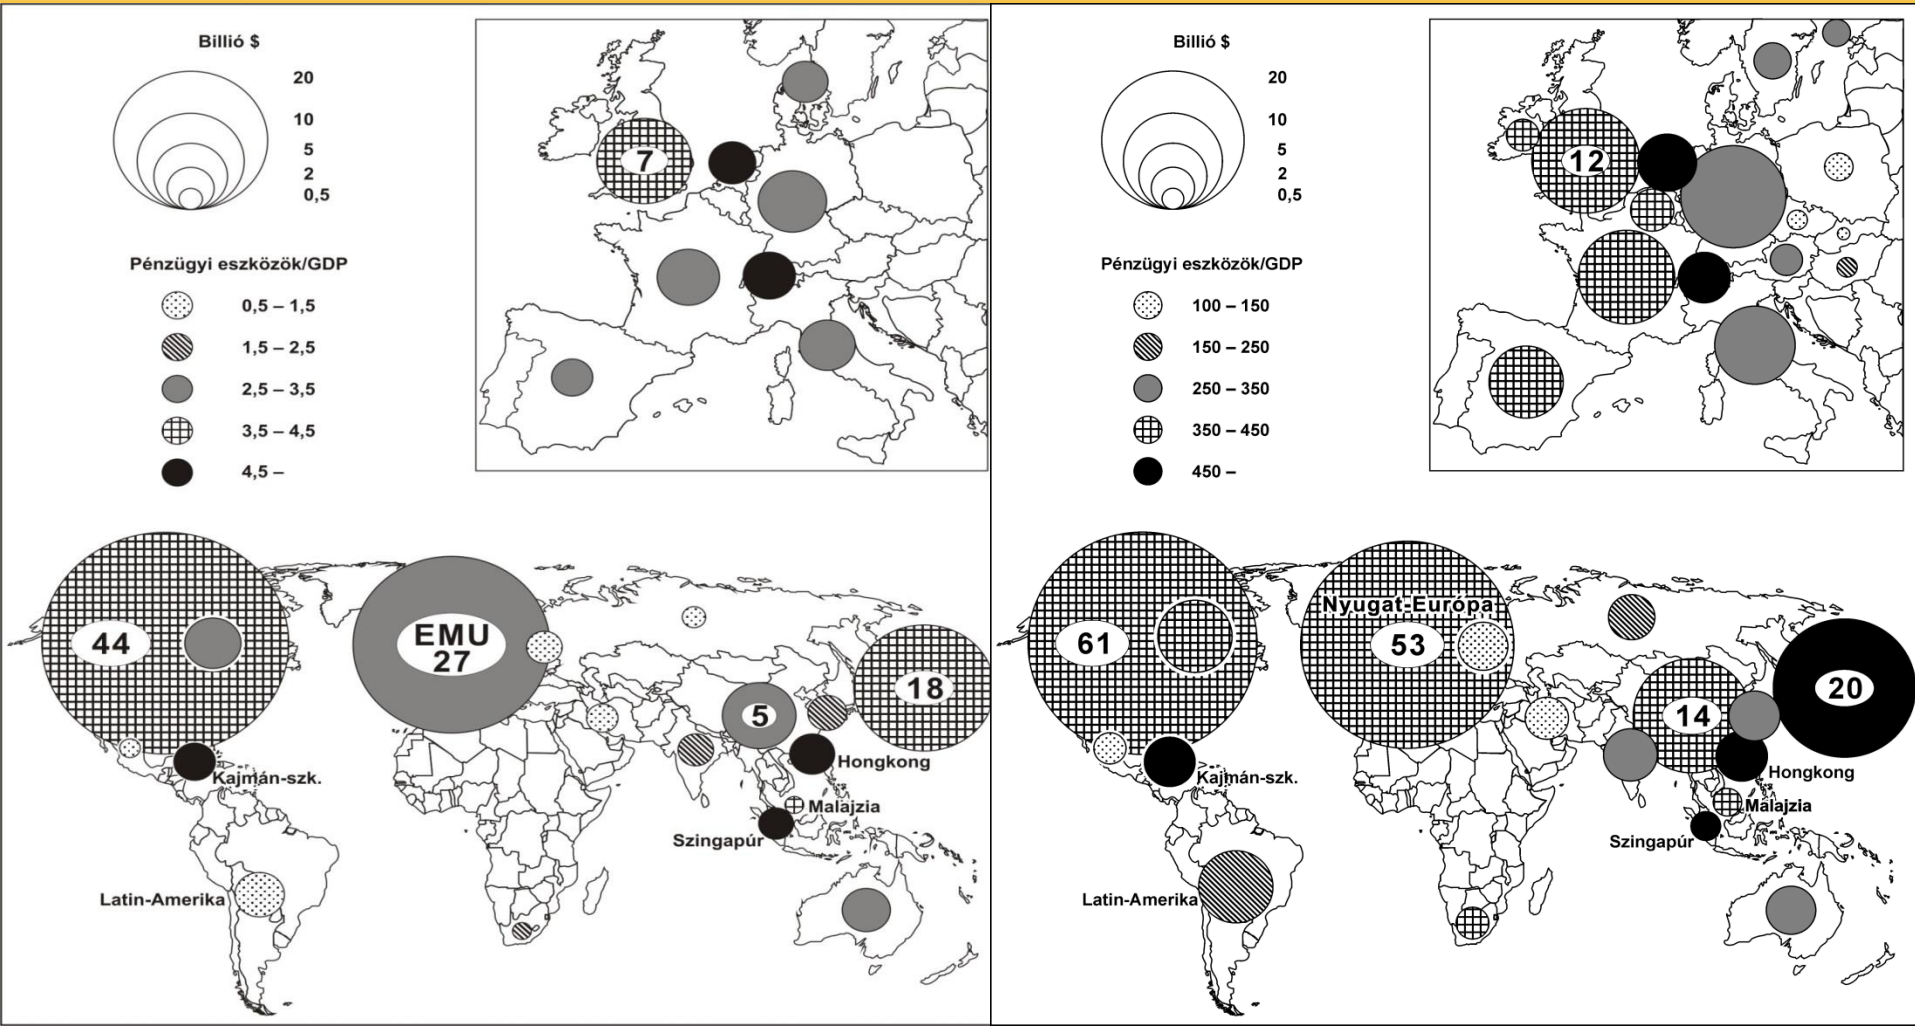 Billió $
20
10
5
2
0,5
Pénzügyi eszközök/GDP
0,5 – 1,5
1,5 – 2,5
2,5 – 3,5
3,5 – 4,5
4,5 –
7
44
EMU
27
18
5
Hongkong
Kajmán-szk.
Malajzia
Szingapúr
Latin-Amerika
Billió $
20
10
5
2
0,5
Pénzügyi eszközök/GDP
100 – 150
150 – 250
250 – 350
350 – 450
450 –
12
Nyugat-Európa
61
53
20
14
Hongkong
Kajmán-szk.
Malajzia
Szingapúr
Latin-Amerika